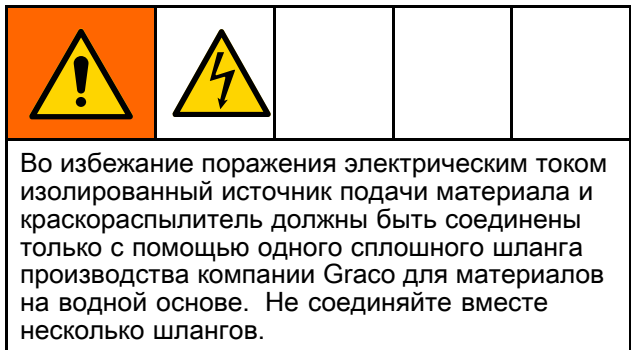 Во избежание поражения электрическим током
изолированный источник подачи материала и
краскораспылитель должны быть соединены
только с помощью одного сплошного шланга
производства компании Graco для материалов
на водной основе.  Не соединяйте вместе
несколько шлангов.